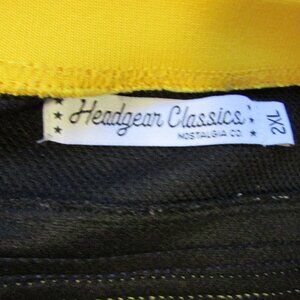 Headgear Classics
NOSTALGIA CO.
2XL